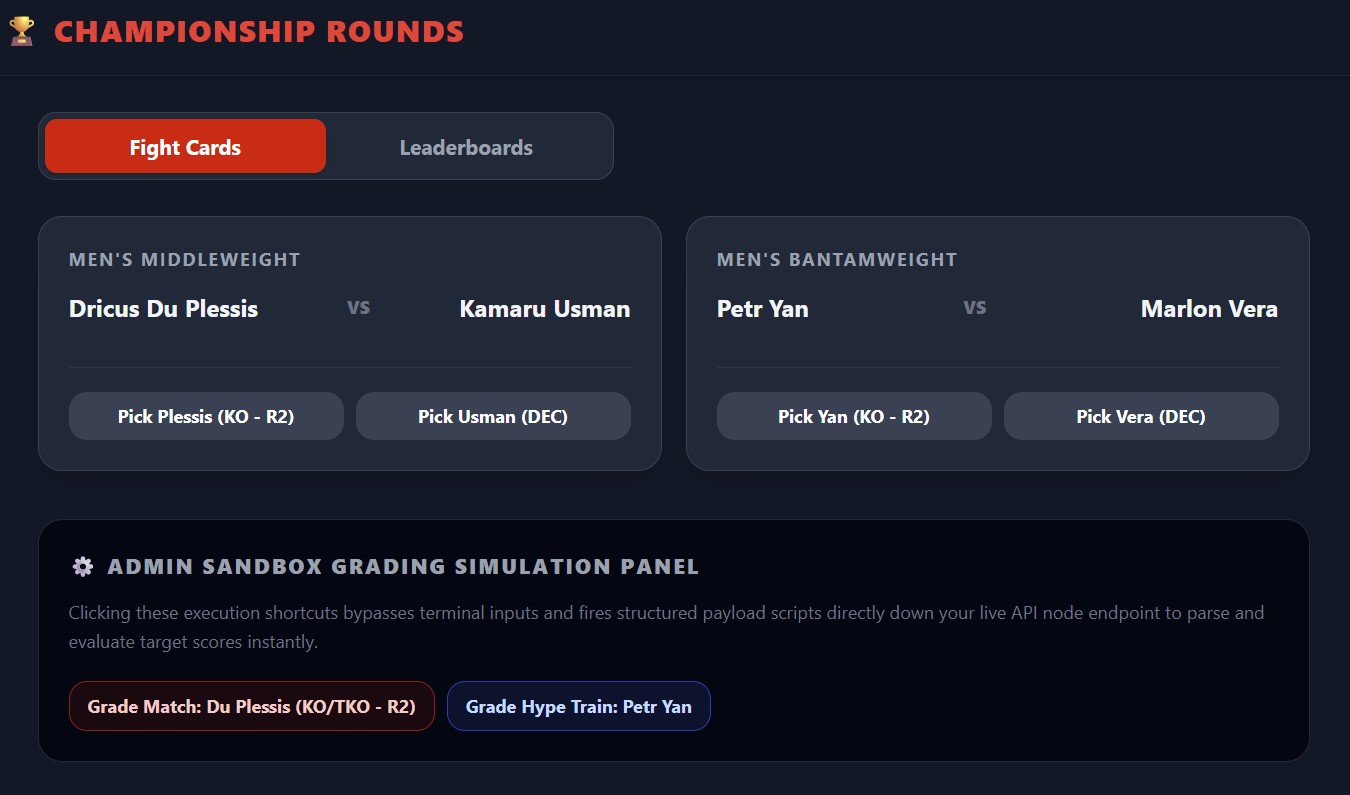 CHAMPIONSHIP ROUNDS
Fight Cards
Leaderboards
MEN'S MIDDLEWEIGHT
Dricus Du Plessis VS Kamaru Usman
Pick Plessis (KO - R2)
Pick Usman (DEC)
MEN'S BANTAMWEIGHT
Petr Yan VS Marlon Vera
Pick Yan (KO - R2)
Pick Vera (DEC)
ADMIN SANDBOX GRADING SIMULATION PANEL
Clicking these execution shortcuts bypasses terminal inputs and fires structured payload scripts directly down your live API node endpoint to parse and
evaluate target scores instantly.
Grade Match: Du Plessis (KO/TKO - R2)
Grade Hype Train: Petr Yan